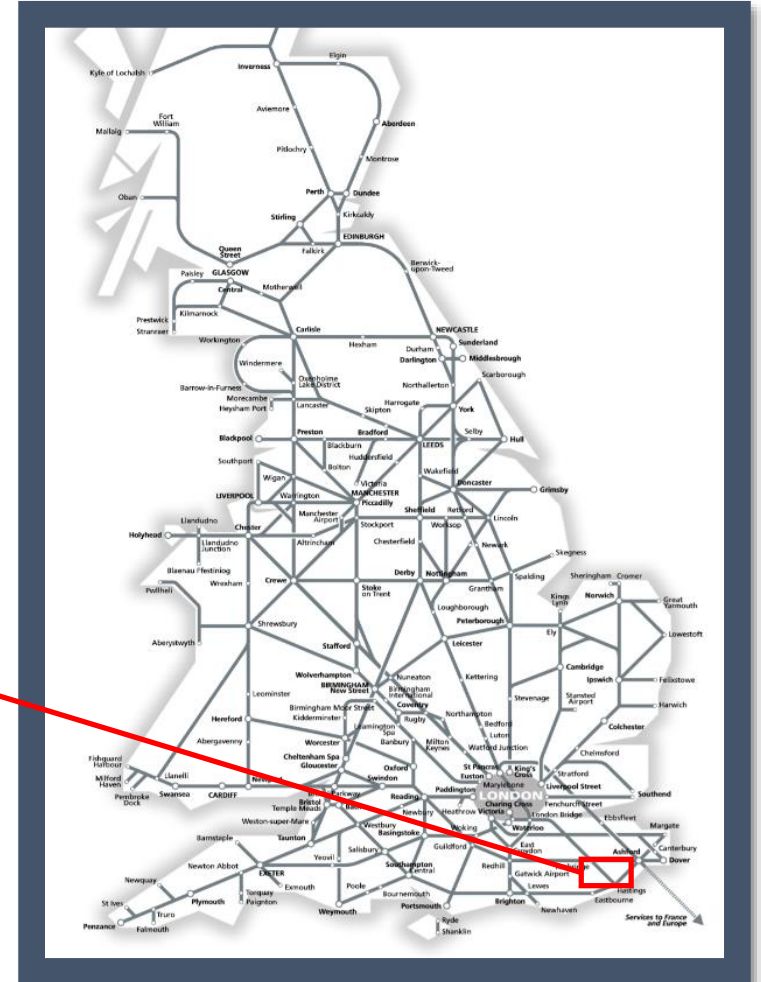 Elgin
Inverness
Kyle of Lochalsh
Aviemore
Fort
William
Aberdeen
Mallaig
Pitlochry
Montrose
Perth
Dundee
Oban
Kirkcaldy
Stirling
EDINBURGH
Falkirk
Queen
Street
GLASGOW
Central
Berwick-
upon-Tweed
Paisley
Motherwell
Prestwick
Kilmarnock
Stranraer
Carlisle
NEWCASTLE
Workington
Hexham
Sunderland
Durham
Darlington
Middlesbrough
Windermere
Oxenholme
Lake District
Scarborough
Northallerton
Barrow-in-Furness
Morecambe
Heysham Port
Lancaster
Harrogate
Skipton
York
Blackpool
Preston
Bradford
Selby
Hull
Blackburn
LEEDS
Huddersfield
Southport
Bolton
Wakefield
Wigan
Victoria
Doncaster
MANCHESTER
Piccadilly
LIVERPOOL
Warrington
Grimsby
Manchester
Airport
Sheffield
Retford
Llandudno
Stockport
Worksop
Lincoln
Holyhead
Chester
Llandudno
Junction
Altrincham
Chesterfield
Newark
Skegness
Blaenau Ffestiniog
Wrexham
Crewe
Derby
Nottingham
Spalding
Sheringham
Cromer
Pwllheli
Stoke
on Trent
Grantham
Kings
Lynn
Norwich
Great
Yarmouth
Loughborough
Shrewsbury
Peterborough
Ely
Lowestoft
Aberystwyth
Stafford
Leicester
Wolverhampton
Nuneaton
Kettering
Cambridge
BIRMINGHAM
New Street
Birmingham
International
Ipswich
Felixstowe
Leominster
Coventry
Stevenage
Stansted
Airport
Birmingham Moor Street
Rugby
Northampton
Harwich
Hereford
Kidderminster
Leamington
Spa
Bedford
Colchester
Abergavenny
Worcester
Banbury
Milton
Keynes
Luton
Watford Junction
Chelmsford
Cheltenham Spa
Gloucester
Oxford
St Pancras
King's
Cross
Euston
Stratford
Fishguard
Harbour
Llanelli
Swindon
Marylebone
Liverpool Street
Milford
Haven
Pembroke
Dock
Swansea
CARDIFF
Newport
Parkway
Reading
Paddington
LONDON
Southend
Bristol
Temple Meads
Charing Cross
Fenchurch Street
Newbury
Heathrow
Victoria
London Bridge
Weston-super-Mare
Westbury
Waterloo
Ebbsfleet
Woking
Margate
Barnstaple
Taunton
Basingstoke
East
Croydon
Canterbury
Salisbury
Guildford
Ashford
Yeovil
Redhill
Dover
Newton Abbot
EXETER
Southampton
Central
Gatwick Airport
Newquay
Exmouth
Poole
Lewes
Hastings
Torquay
Bournemouth
Eastbourne
St Ives
Plymouth
Paignton
Portsmouth
Brighton
Newhaven
Truro
Weymouth
Penzance
Falmouth
Ryde
Shanklin
Services to France
and Europe